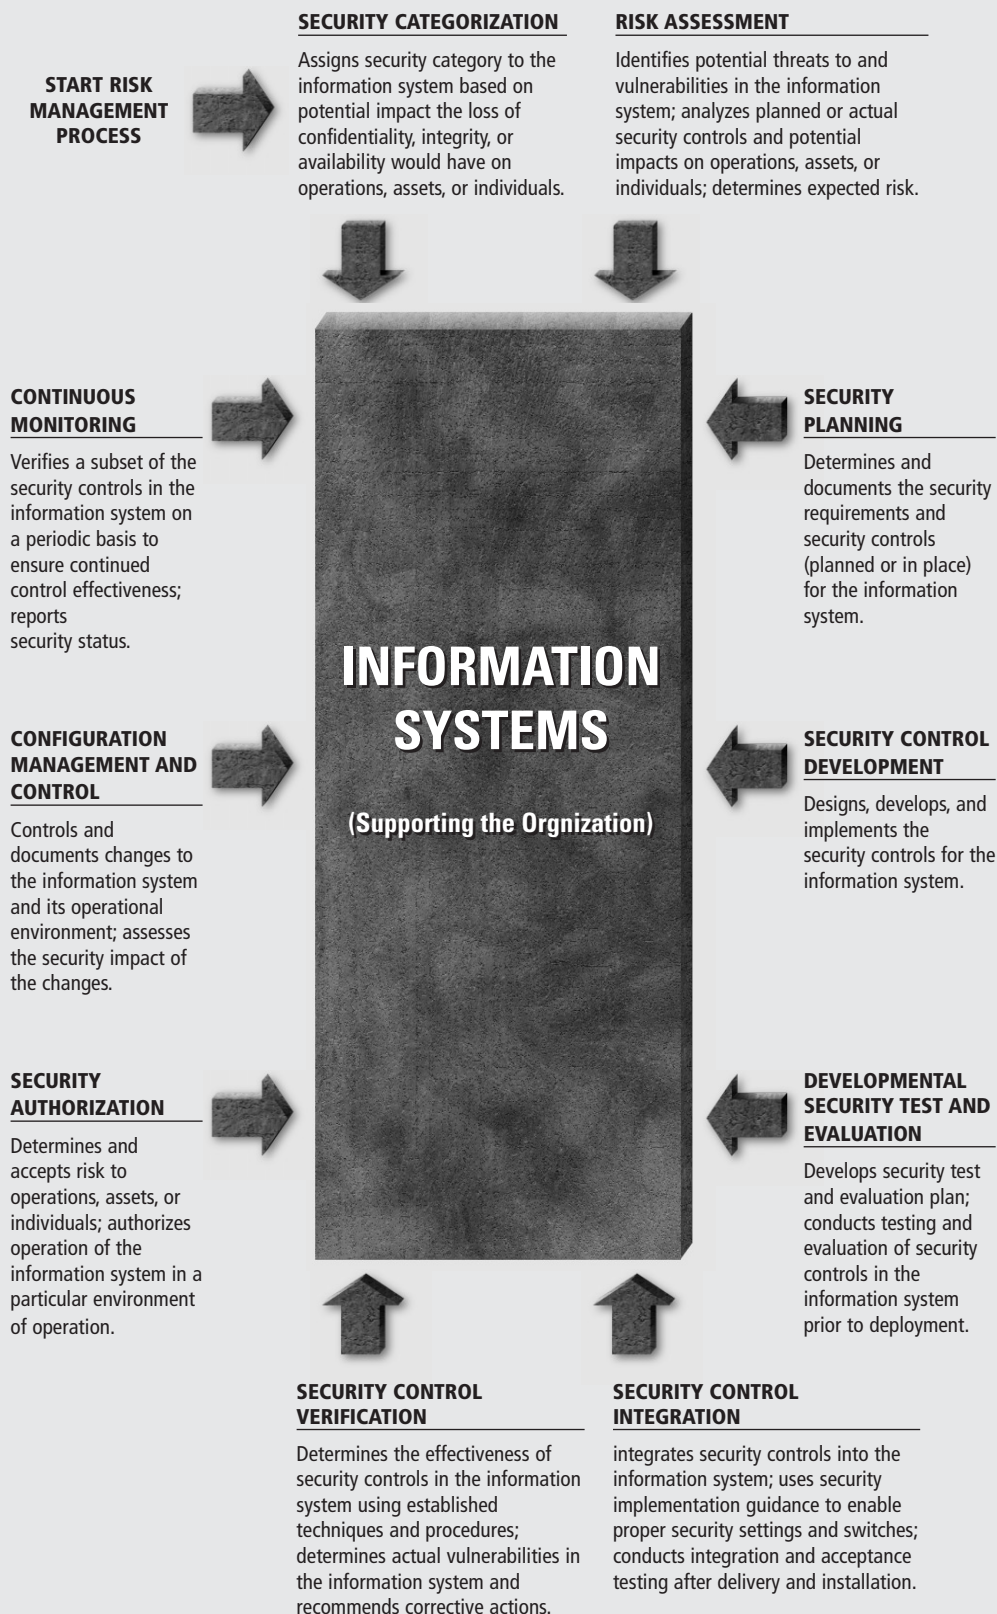 START RISK
MANAGEMENT
PROCESS
SECURITY CATEGORIZATION
Assigns security category to the
information system based on
potential impact the loss of
confidentiality, integrity, or
availability would have on
operations, assets, or individuals.
RISK ASSESSMENT
Identifies potential threats to and
vulnerabilities in the information
system; analyzes planned or actual
security controls and potential
impacts on operations, assets, or
individuals; determines expected risk.
CONTINUOUS
MONITORING
Verifies a subset of the
security controls in the
information system on
a periodic basis to
ensure continued
control effectiveness;
reports
security status.
SECURITY
PLANNING
Determines and
documents the security
requirements and
security controls
(planned or in place)
for the information
system.
INFORMATION
SYSTEMS
(Supporting the Orgnization)
CONFIGURATION
MANAGEMENT AND
CONTROL
Controls and
documents changes to
the information system
and its operational
environment; assesses
the security impact of
the changes.
SECURITY CONTROL
DEVELOPMENT
Designs, develops, and
implements the
security controls for the
information system.
SECURITY
AUTHORIZATION
Determines and
accepts risk to
operations, assets, or
individuals; authorizes
operation of the
information system in a
particular environment
of operation.
DEVELOPMENTAL
SECURITY TEST AND
EVALUATION
Develops security test
and evaluation plan;
conducts testing and
evaluation of security
controls in the
information system
prior to deployment.
SECURITY CONTROL
VERIFICATION
Determines the effectiveness of
security controls in the information
system using established
techniques and procedures;
determines actual vulnerabilities in
the information system and
recommends corrective actions.
SECURITY CONTROL
INTEGRATION
integrates security controls into the
information system; uses security
implementation guidance to enable
proper security settings and switches;
conducts integration and acceptance
testing after delivery and installation.